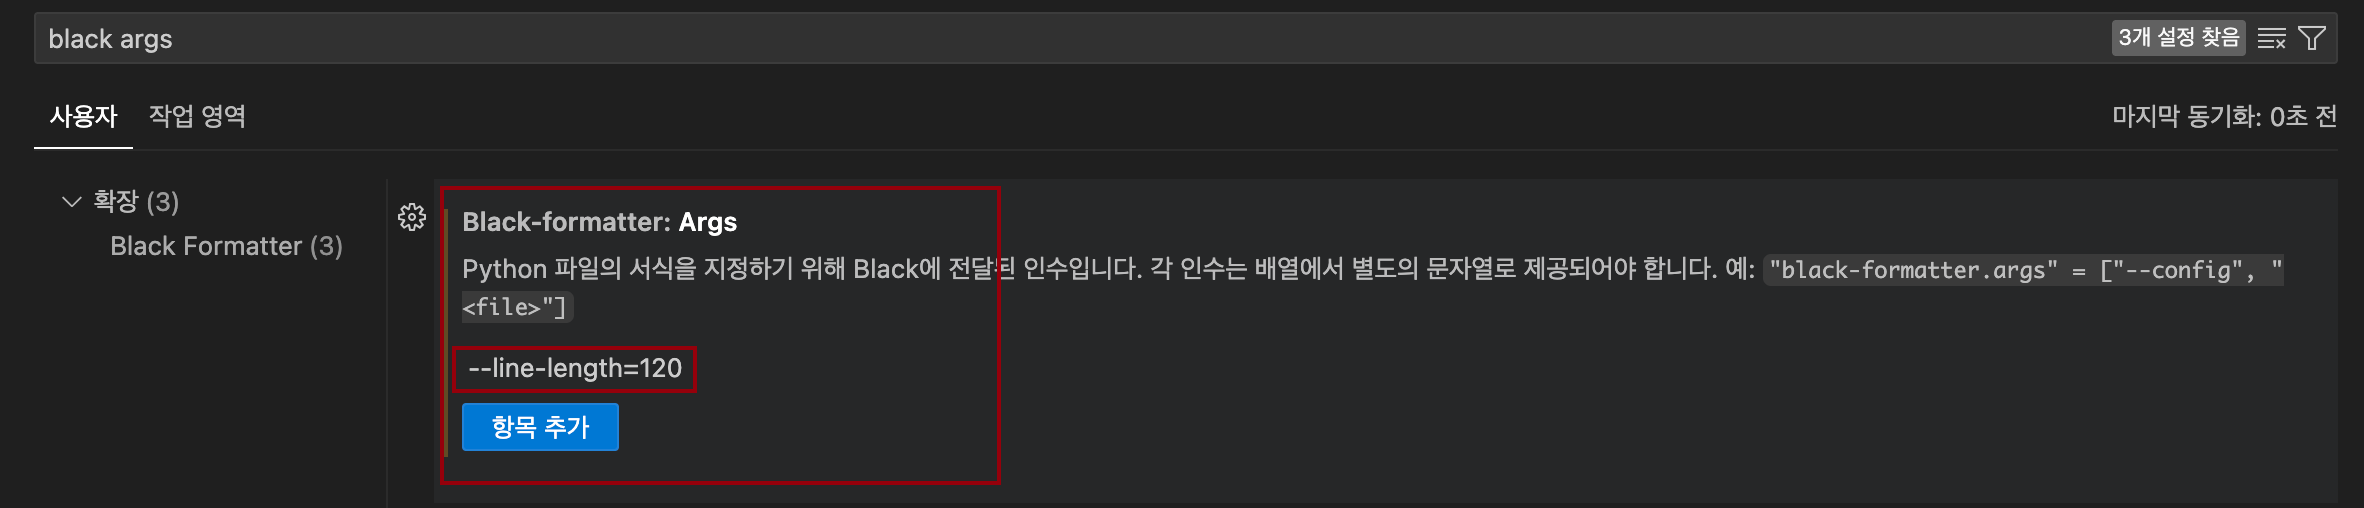 black args
3개 설정 찾음
사용자 작업 영역
마지막 동기화: 0초 전
확장 (3)
Black Formatter (3)
Black-formatter: Args
Python 파일의 서식을 지정하기 위해 Black에 전달된 인수입니다. 각 인수는 배열에서 별도의 문자열로 제공되어야 합니다. 예: "black-formatter.args" = ["--config", "
<file>"]
--line-length=120
항목 추가